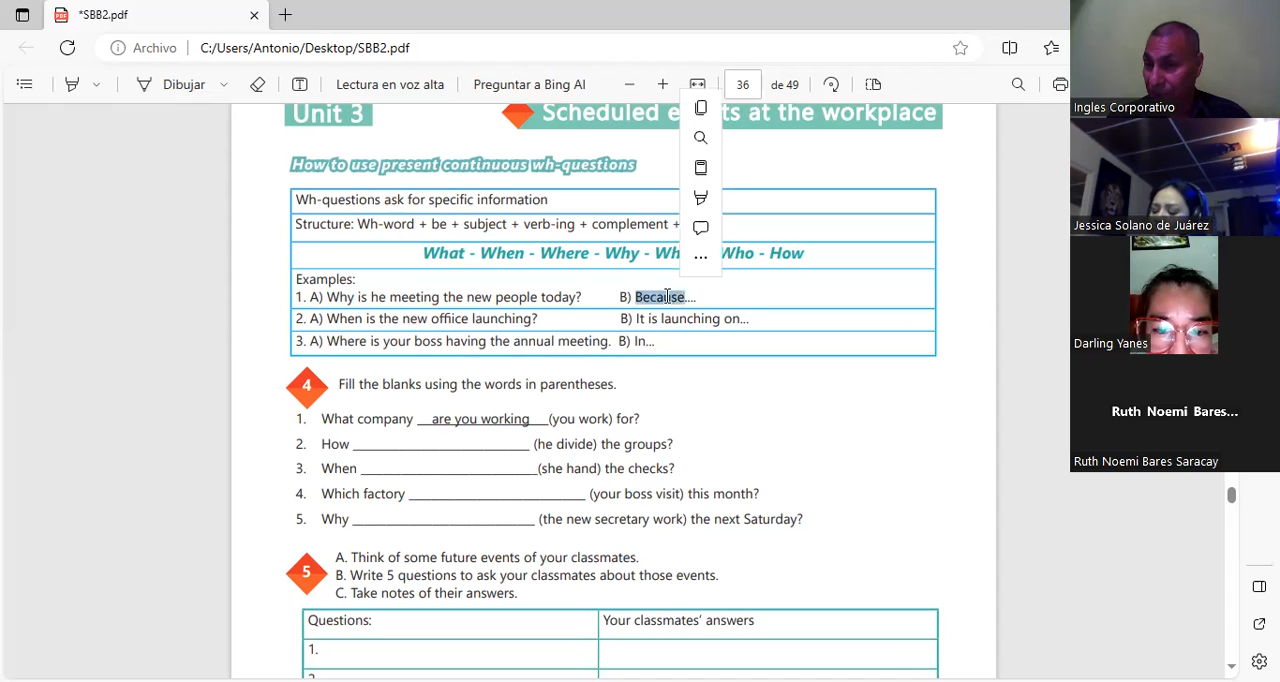 *SBB2.pdf
Archivo C:/Users/Antonio/Desktop/SBB2.pdf
Dibujar Lectura en voz alta Preguntar a Bing AI 36 de 49
Unit 3 Scheduled e ts at the workplace
How to use present continuous wh-questions
Wh-questions ask for specific information
Structure: Wh-word + be + subject + verb-ing + complement +
What - When - Where - Why - Wh Who - How
Examples:
1. A) Why is he meeting the new people today? B) Because....
2. A) When is the new office launching? B) It is launching on...
3. A) Where is your boss having the annual meeting. B) In...
4 Fill the blanks using the words in parentheses.
1. What company __are you working__(you work) for?
2. How ____________________ (he divide) the groups?
3. When ____________________(she hand) the checks?
4. Which factory ____________________ (your boss visit) this month?
5. Why ____________________ (the new secretary work) the next Saturday?
5 A. Think of some future events of your classmates.
B. Write 5 questions to ask your classmates about those events.
C. Take notes of their answers.
Questions: Your classmates' answers
1.
Ingles Corporativo
Jessica Solano de Juárez
Darling Yanes
Ruth Noemi Bares...
Ruth Noemi Bares Saracay